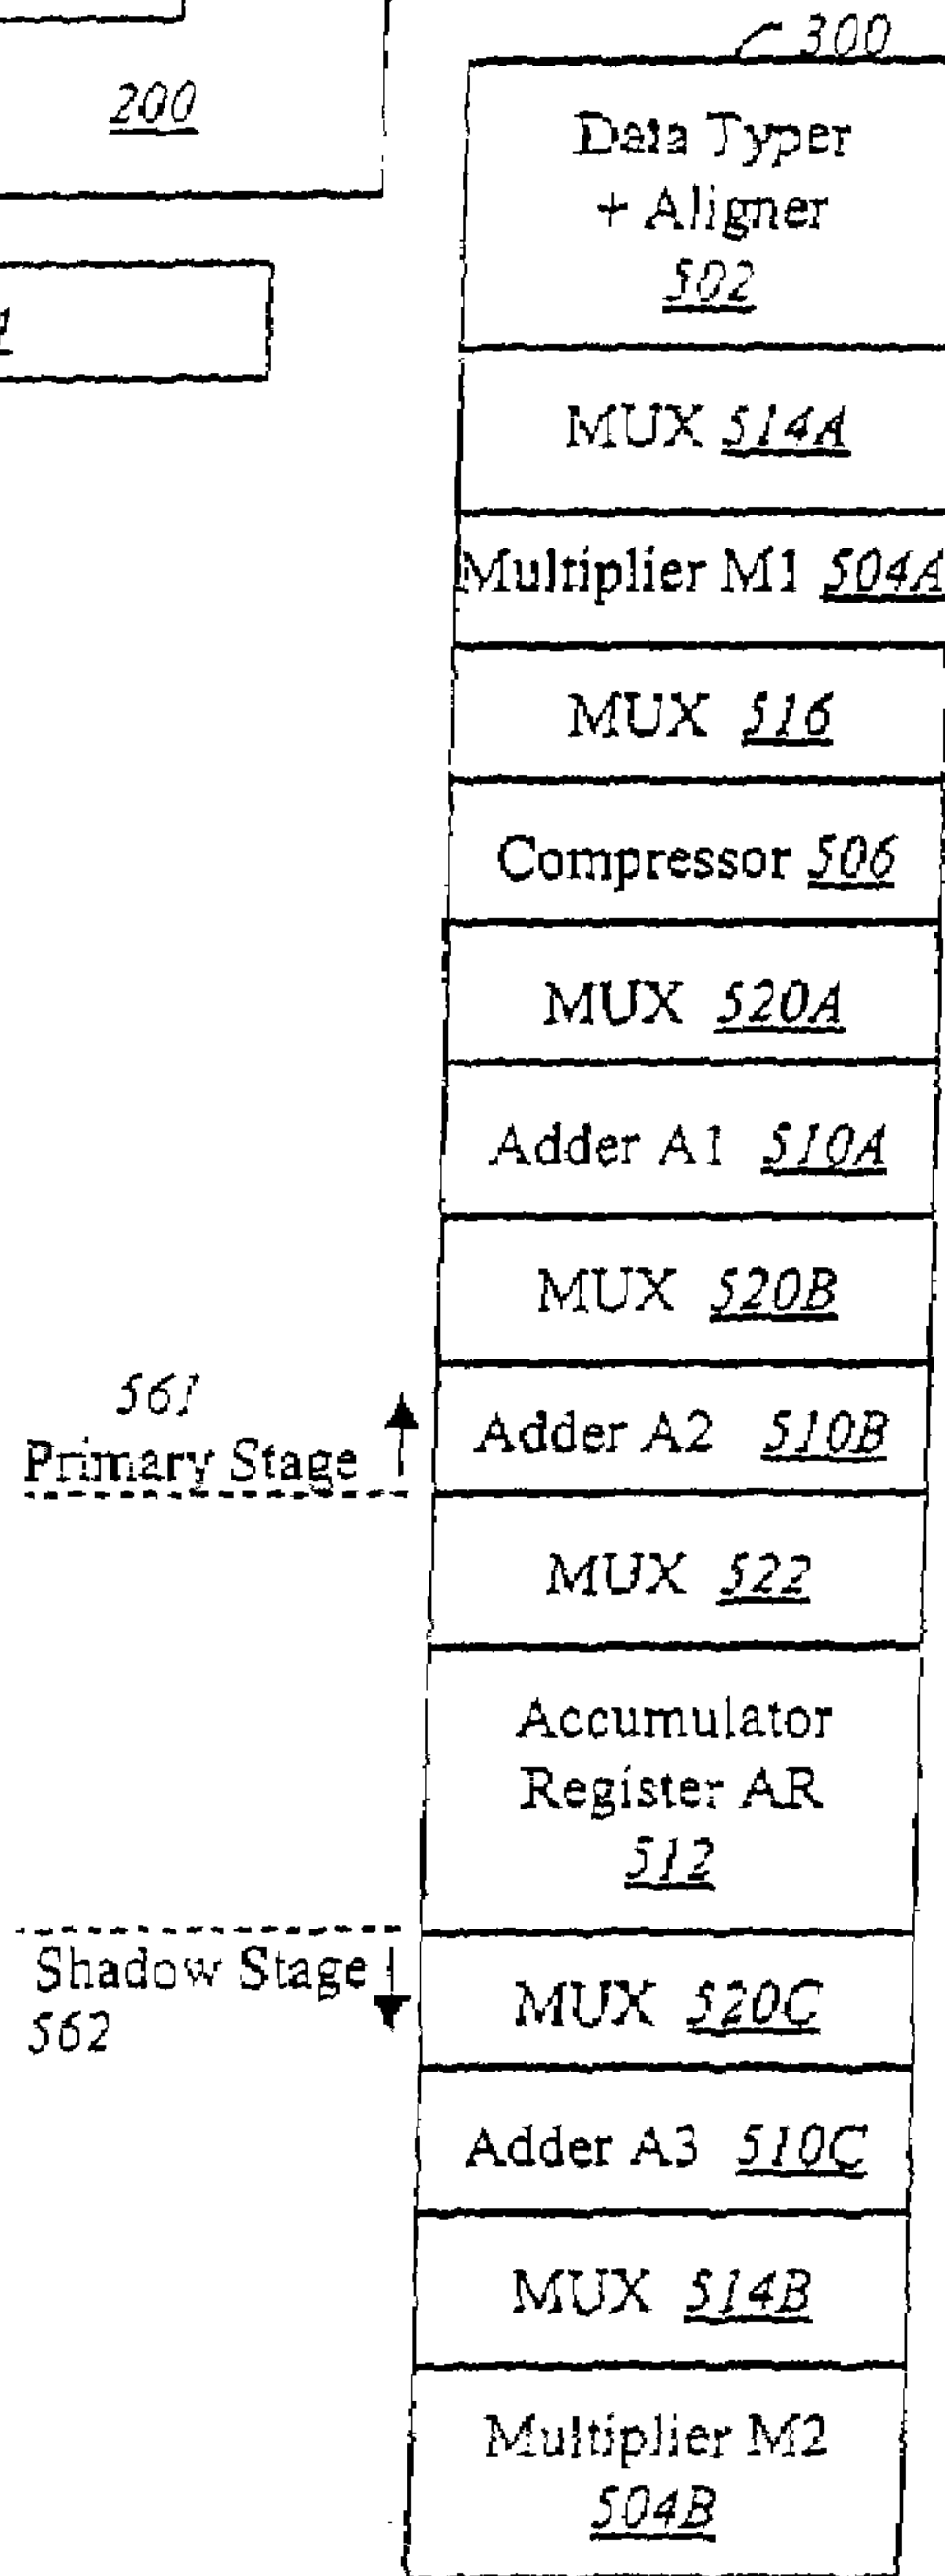 300
200
Data Typer
+ Aligner
502
MUX 514A
Multiplier M1 504A
MUX 516
Compressor 506
MUX 520A
Adder A1 510A
MUX 520B
561
Primary Stage
Adder A2 510B
MUX 522
Accumulator
Register AR
512
Shadow Stage
562
MUX 520C
Adder A3 510C
MUX 514B
Multiplier M2
504B